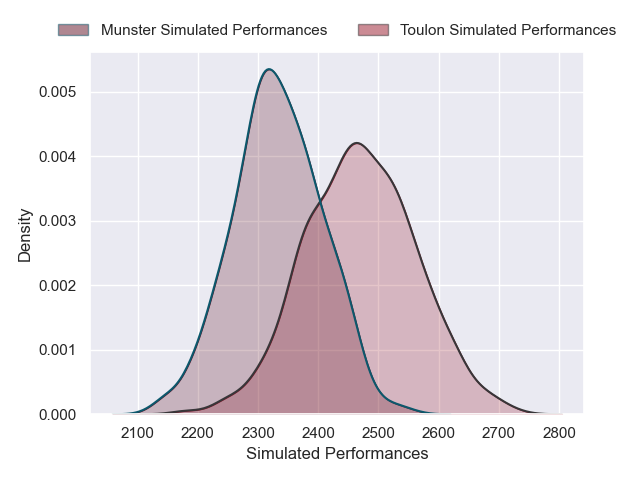 Munster Simulated Performances Toulon Simulated Performances
0.005
0.004
0.003
0.002
0.001
0.000
Density
2100 2200 2300 2400 2500 2600 2700 2800
Simulated Performances